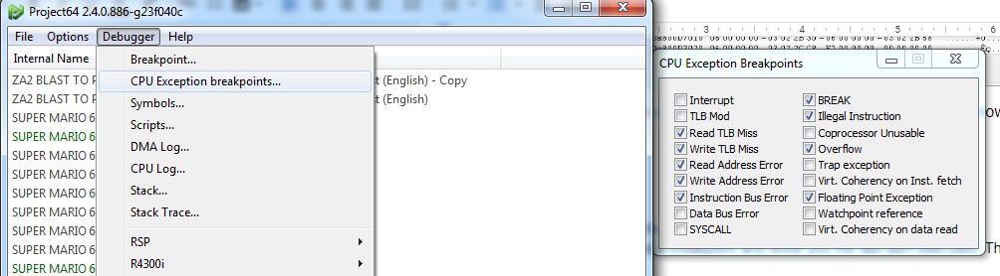 Project64 2.4.0.886-g23f040c
File Options Debugger Help
Internal Name
ZA2 BLAST TO P
t (English) - Copy
ZA2 BLAST TO P
t (English)
SUPER MARIO 6
SUPER MARIO 6
SUPER MARIO 6
SUPER MARIO 6
SUPER MARIO 6
SUPER MARIO 6
SUPER MARIO 6
SUPER MARIO 6
Breakpoint...
CPU Exception breakpoints...
Symbols...
Scripts...
DMA Log...
CPU Log...
Stack...
Stack Trace...
RSP
R4300i
3 4 5 6
CPU Exception Breakpoints
Interrupt
TLB Mod
Read TLB Miss
Write TLB Miss
Read Address Error
Write Address Error
Instruction Bus Error
Data Bus Error
SYSCALL
BREAK
Illegal Instruction
Coprocessor Unusable
Overflow
Trap exception
Virt. Coherency on Inst. fetch
Floating Point Exception
Watchpoint reference
Virt. Coherency on data read
ow
Th